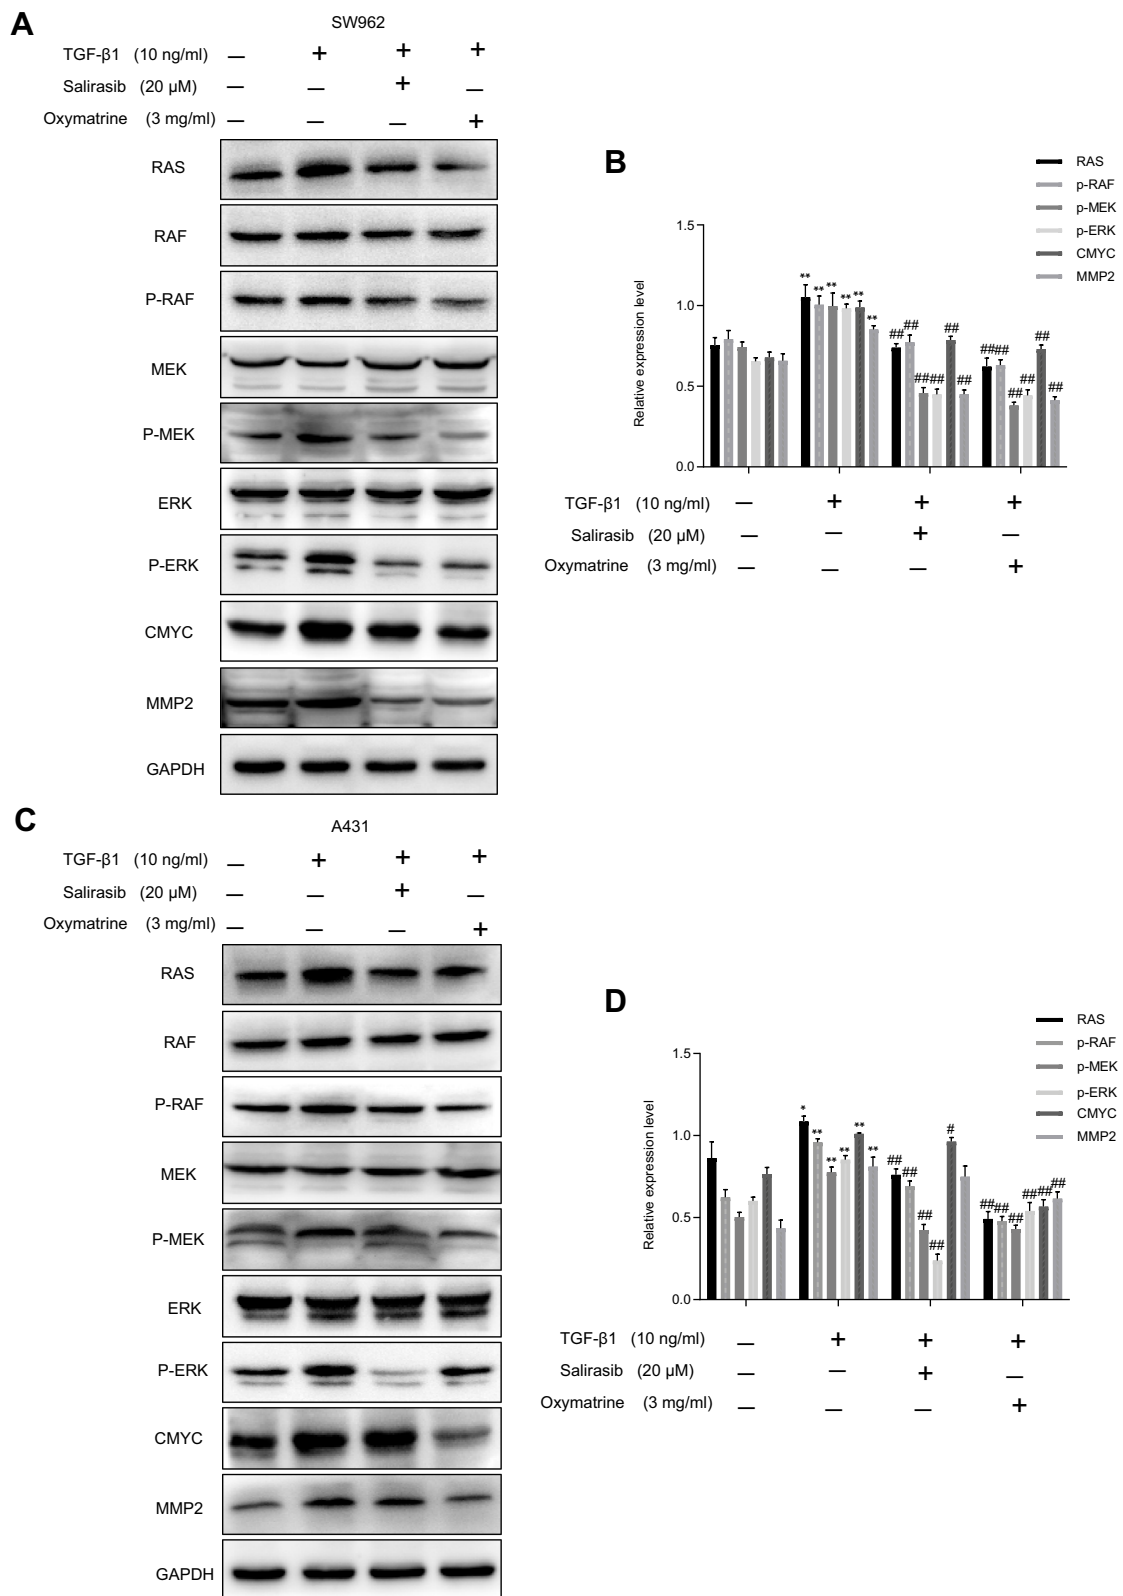 A
SW962
TGF-β1 (10 ng/ml) — + + +
Salirasib (20 μM) — — + —
Oxymatrine (3 mg/ml) — — — +
RAS
RAF
P-RAF
MEK
P-MEK
ERK
P-ERK
CMYC
MMP2
GAPDH
B
RAS
p-RAF
p-MEK
p-ERK
CMYC
MMP2
Relative expression level
1.5
1.0
0.5
0.0
** ** ** ** ** **
## ## ## ## ## ##
## ## ## ## ## ##
TGF-β1 (10 ng/ml) — + + +
Salirasib (20 μM) — — + —
Oxymatrine (3 mg/ml) — — — +
C
A431
TGF-β1 (10 ng/ml) — + + +
Salirasib (20 μM) — — + —
Oxymatrine (3 mg/ml) — — — +
RAS
RAF
P-RAF
MEK
P-MEK
ERK
P-ERK
CMYC
MMP2
GAPDH
D
RAS
p-RAF
p-MEK
p-ERK
CMYC
MMP2
Relative expression level
1.5
1.0
0.5
0.0
* ** ** ** ** **
## ## ## ## #
## ## ## ## ## ##
TGF-β1 (10 ng/ml) — + + +
Salirasib (20 μM) — — + —
Oxymatrine (3 mg/ml) — — — +